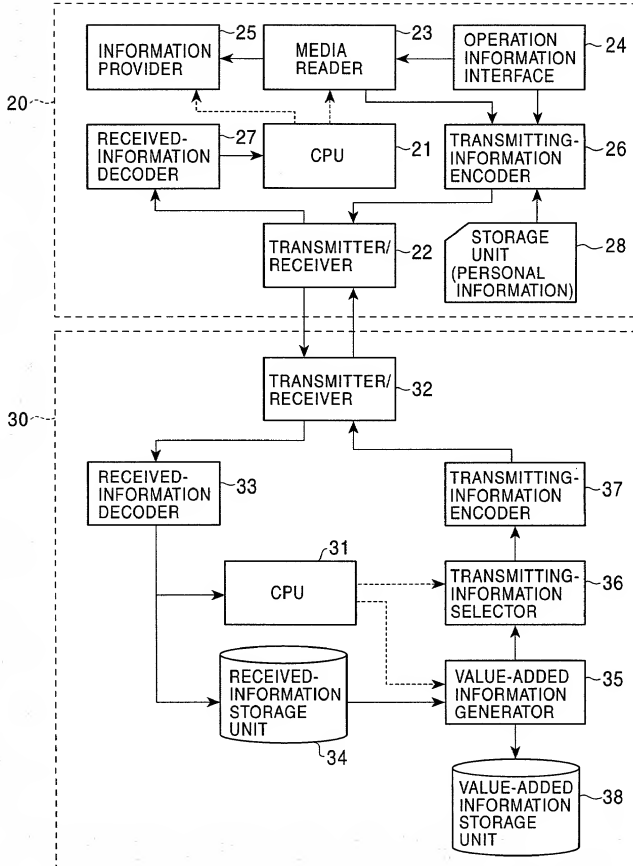 25
23
24
INFORMATION
PROVIDER
MEDIA
READER
OPERATION
INFORMATION
INTERFACE
20
27
21
26
RECEIVED-
INFORMATION
DECODER
CPU
TRANSMITTING-
INFORMATION
ENCODER
TRANSMITTER/
RECEIVER
22
STORAGE
UNIT
(PERSONAL
INFORMATION)
28
TRANSMITTER/
RECEIVER
32
30
RECEIVED-
INFORMATION
DECODER
33
TRANSMITTING-
INFORMATION
ENCODER
37
31
CPU
TRANSMITTING-
INFORMATION
SELECTOR
36
RECEIVED-
INFORMATION
STORAGE
UNIT
34
VALUE-ADDED
INFORMATION
GENERATOR
35
VALUE-ADDED
INFORMATION
STORAGE
UNIT
38